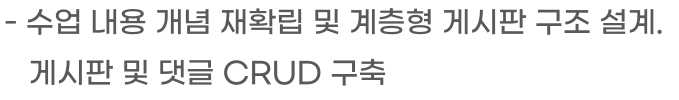 - 수업 내용 개념 재확립 및 계층형 게시판 구조 설계.
게시판 및 댓글 CRUD 구축